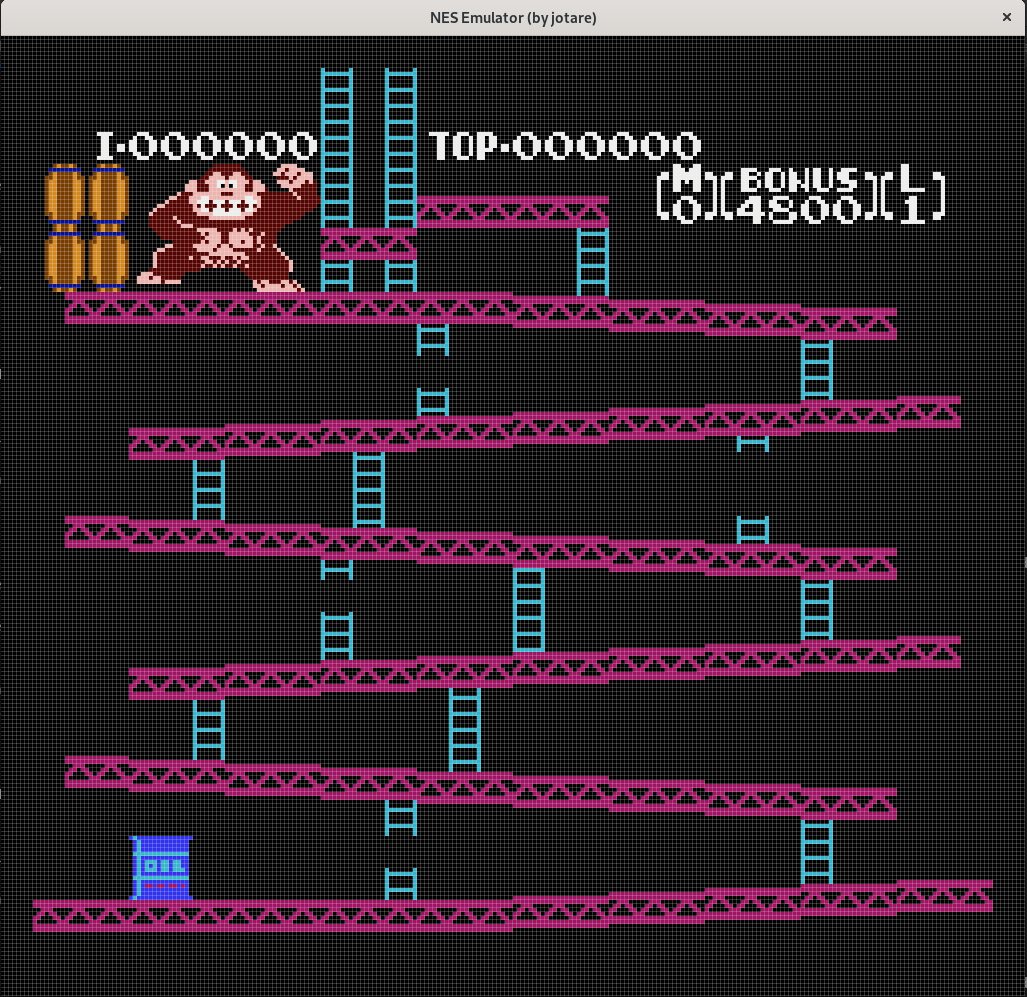 NES Emulator (by jotare)
×
I-000000 TOP-000000
[M][BONUS][L]
[0][4800][1]
OIL